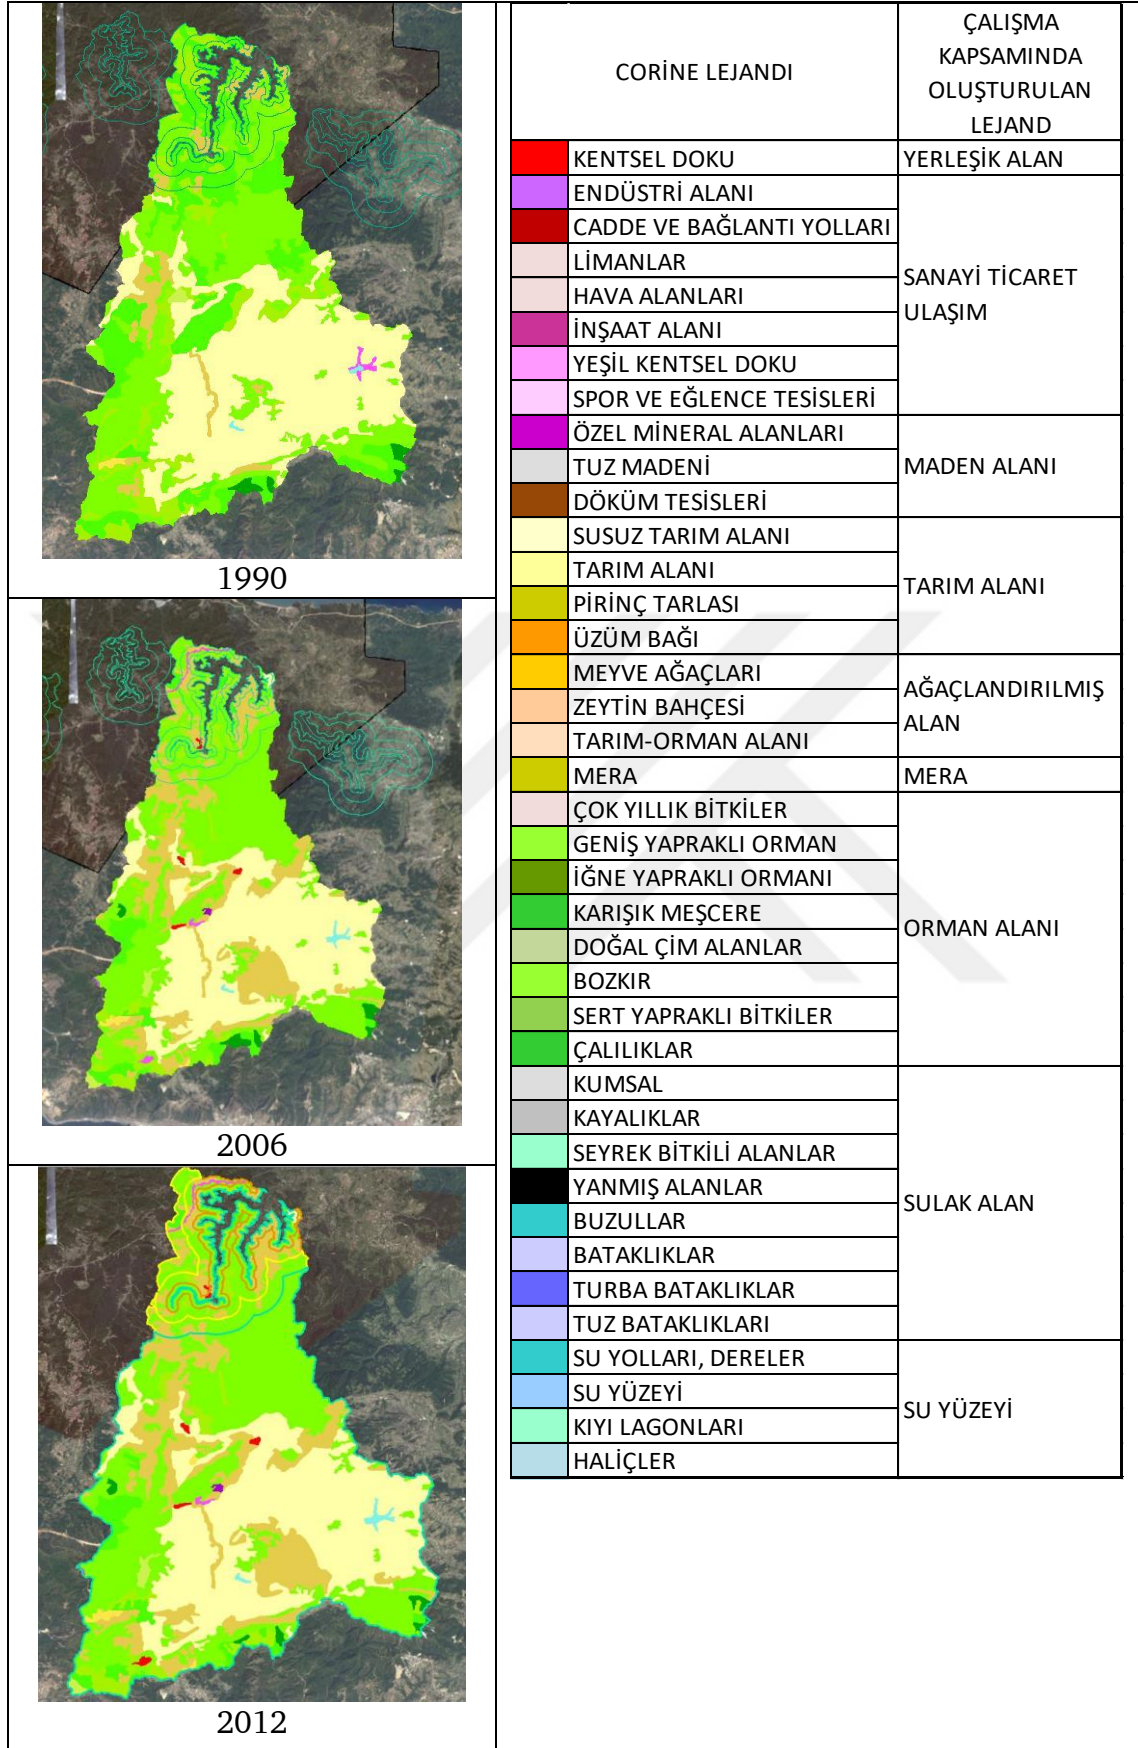 1990
2006
2012
CORİNE LEJANDI
ÇALIŞMA
KAPSAMINDA
OLUŞTURULAN
LEJAND
KENTSEL DOKU
YERLEŞİK ALAN
ENDÜSTRİ ALANI
CADDE VE BAĞLANTI YOLLARI
LİMANLAR
HAVA ALANLARI
İNŞAAT ALANI
YEŞİL KENTSEL DOKU
SPOR VE EĞLENCE TESİSLERİ
SANAYİ TİCARET
ULAŞIM
ÖZEL MİNERAL ALANLARI
TUZ MADENİ
DÖKÜM TESİSLERİ
MADEN ALANI
SUSUZ TARIM ALANI
TARIM ALANI
PİRİNÇ TARLASI
ÜZÜM BAĞI
TARIM ALANI
MEYVE AĞAÇLARI
ZEYTİN BAHÇESİ
TARIM-ORMAN ALANI
AĞAÇLANDIRILMIŞ
ALAN
MERA
MERA
ÇOK YILLIK BİTKİLER
GENİŞ YAPRAKLI ORMAN
İĞNE YAPRAKLI ORMANI
KARIŞIK MEŞCERE
DOĞAL ÇİM ALANLAR
BOZKIR
SERT YAPRAKLI BİTKİLER
ÇALILIKLAR
ORMAN ALANI
KUMSAL
KAYALIKLAR
SEYREK BİTKİLİ ALANLAR
YANMIŞ ALANLAR
BUZULLAR
BATAKLIKLAR
TURBA BATAKLIKLAR
TUZ BATAKLIKLARI
SULAK ALAN
SU YOLLARI, DERELER
SU YÜZEYİ
KIYI LAGONLARI
HALİÇLER
SU YÜZEYİ